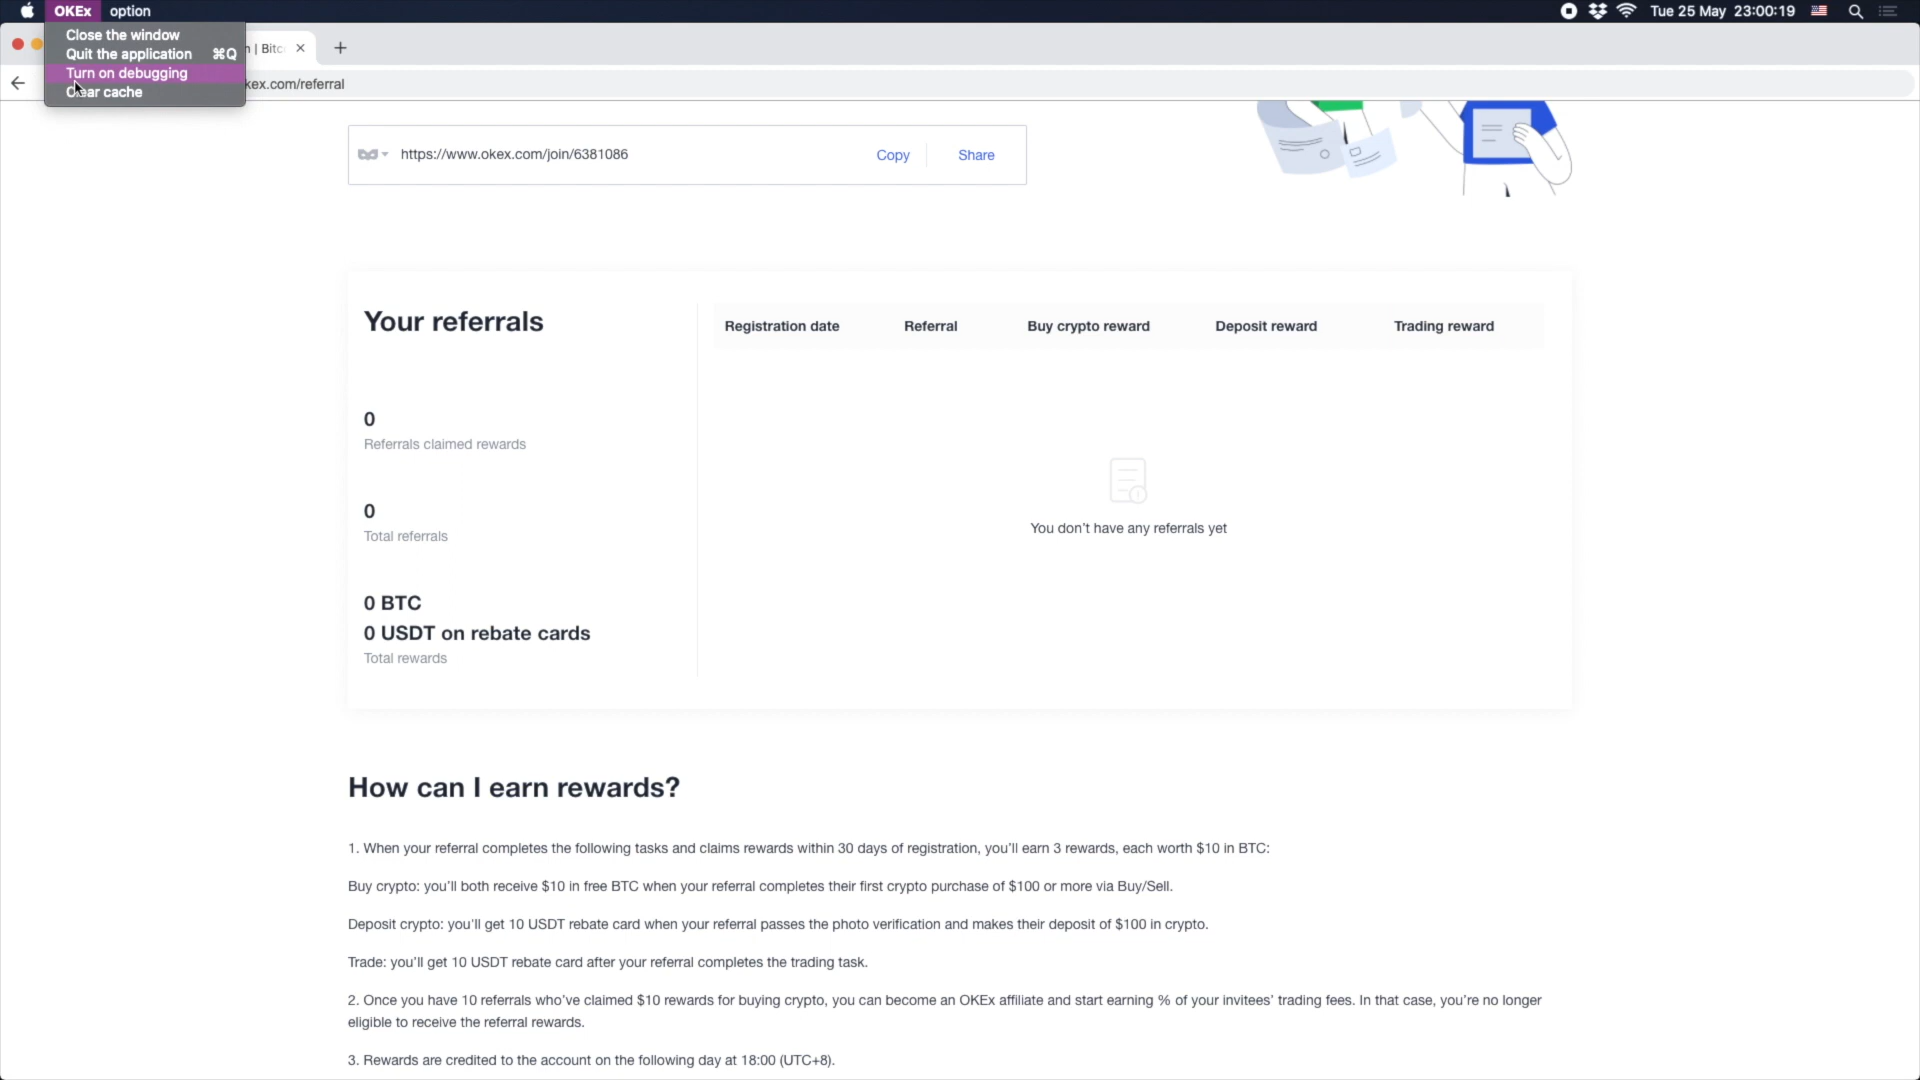 OKEx option
Tue 25 May 23:00:19
Close the window
Quit the application ⌘Q
Turn on debugging
Clear cache
n | Bitc
kex.com/referral
https://www.okex.com/join/6381086
Copy
Share
Your referrals
Registration date Referral Buy crypto reward Deposit reward Trading reward
0
Referrals claimed rewards
0
Total referrals
You don't have any referrals yet
0 BTC
0 USDT on rebate cards
Total rewards
How can I earn rewards?
1. When your referral completes the following tasks and claims rewards within 30 days of registration, you'll earn 3 rewards, each worth $10 in BTC:
Buy crypto: you'll both receive $10 in free BTC when your referral completes their first crypto purchase of $100 or more via Buy/Sell.
Deposit crypto: you'll get 10 USDT rebate card when your referral passes the photo verification and makes their deposit of $100 in crypto.
Trade: you'll get 10 USDT rebate card after your referral completes the trading task.
2. Once you have 10 referrals who've claimed $10 rewards for buying crypto, you can become an OKEx affiliate and start earning % of your invitees' trading fees. In that case, you're no longer
eligible to receive the referral rewards.
3. Rewards are credited to the account on the following day at 18:00 (UTC+8).